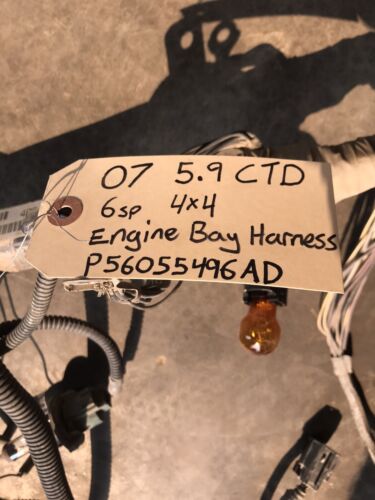 07 5.9 CTD
6sp 4x4
Engine Bay Harness
P56055496AD